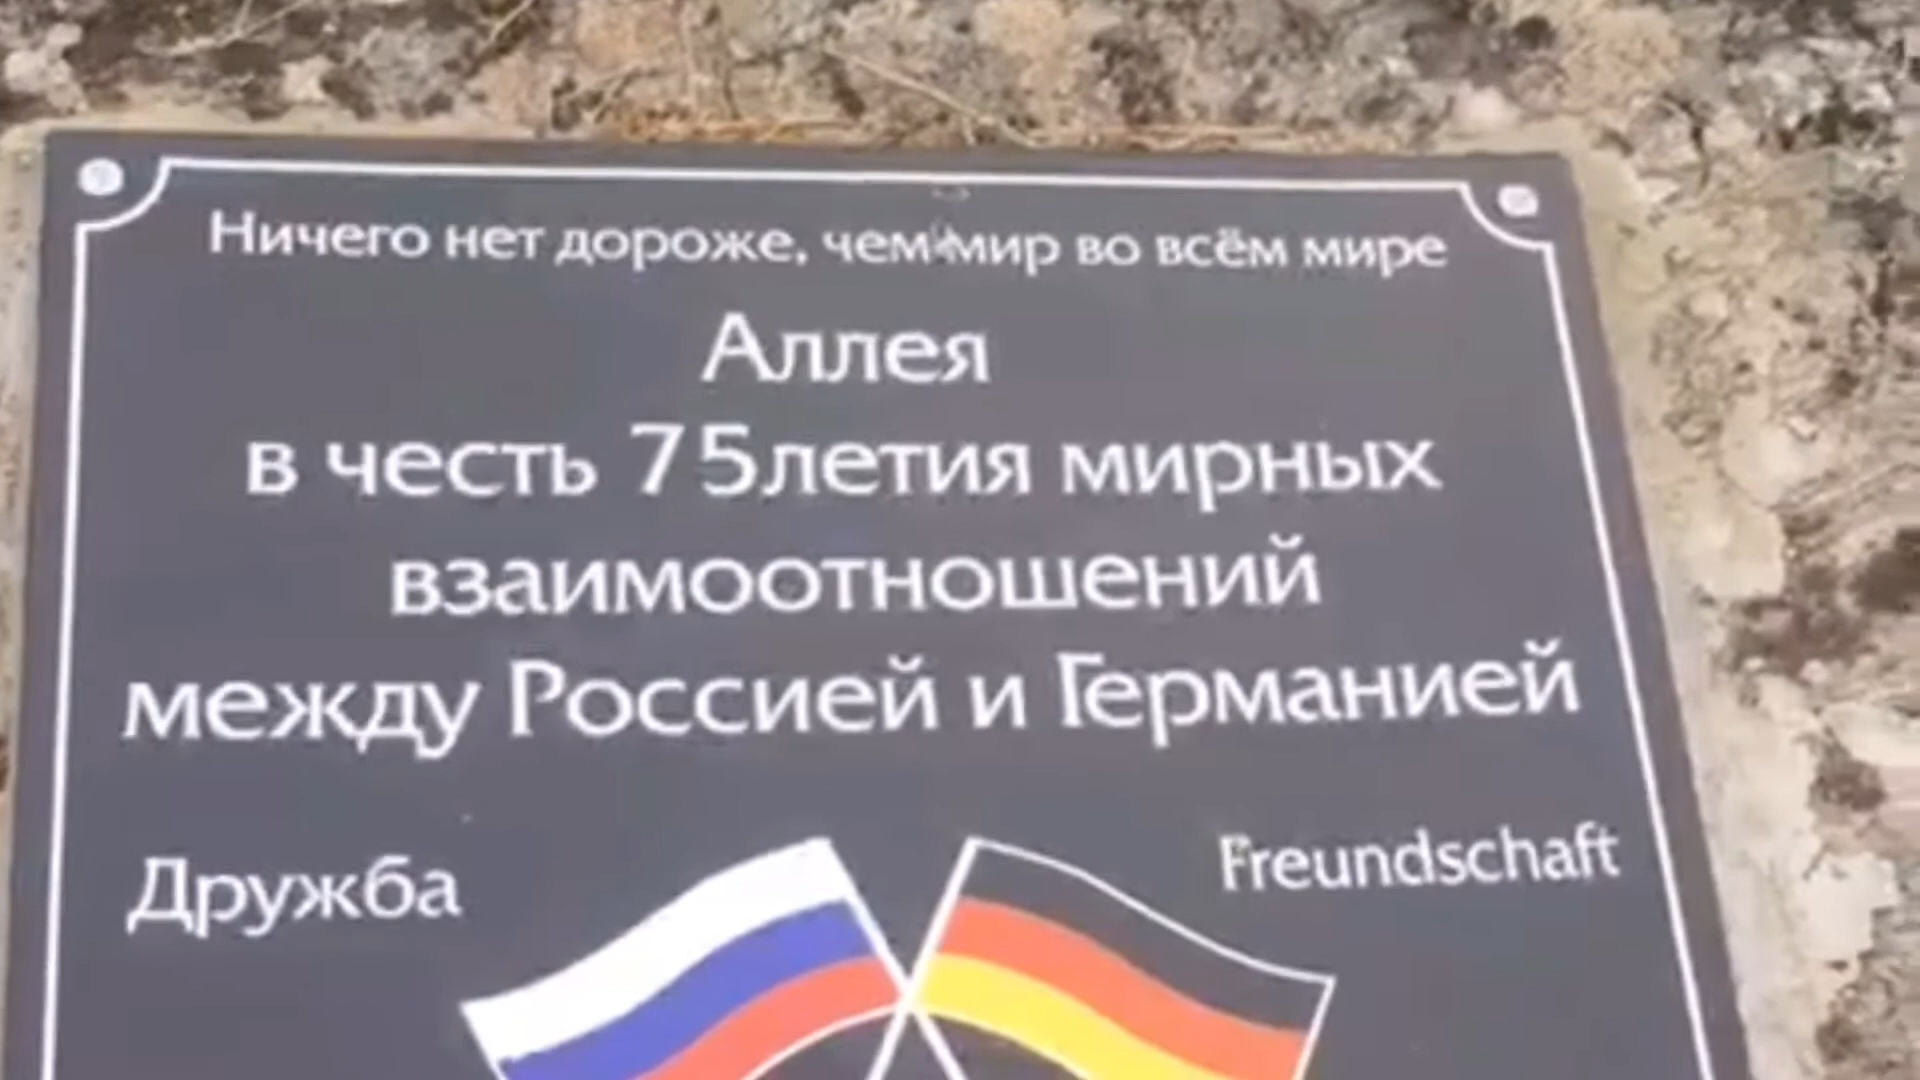 Ничего нет дороже, чем мир во всём мире
Аллея
в честь 75летия мирных
взаимоотношений
между Россией и Германией
Дружба
Freundschaft